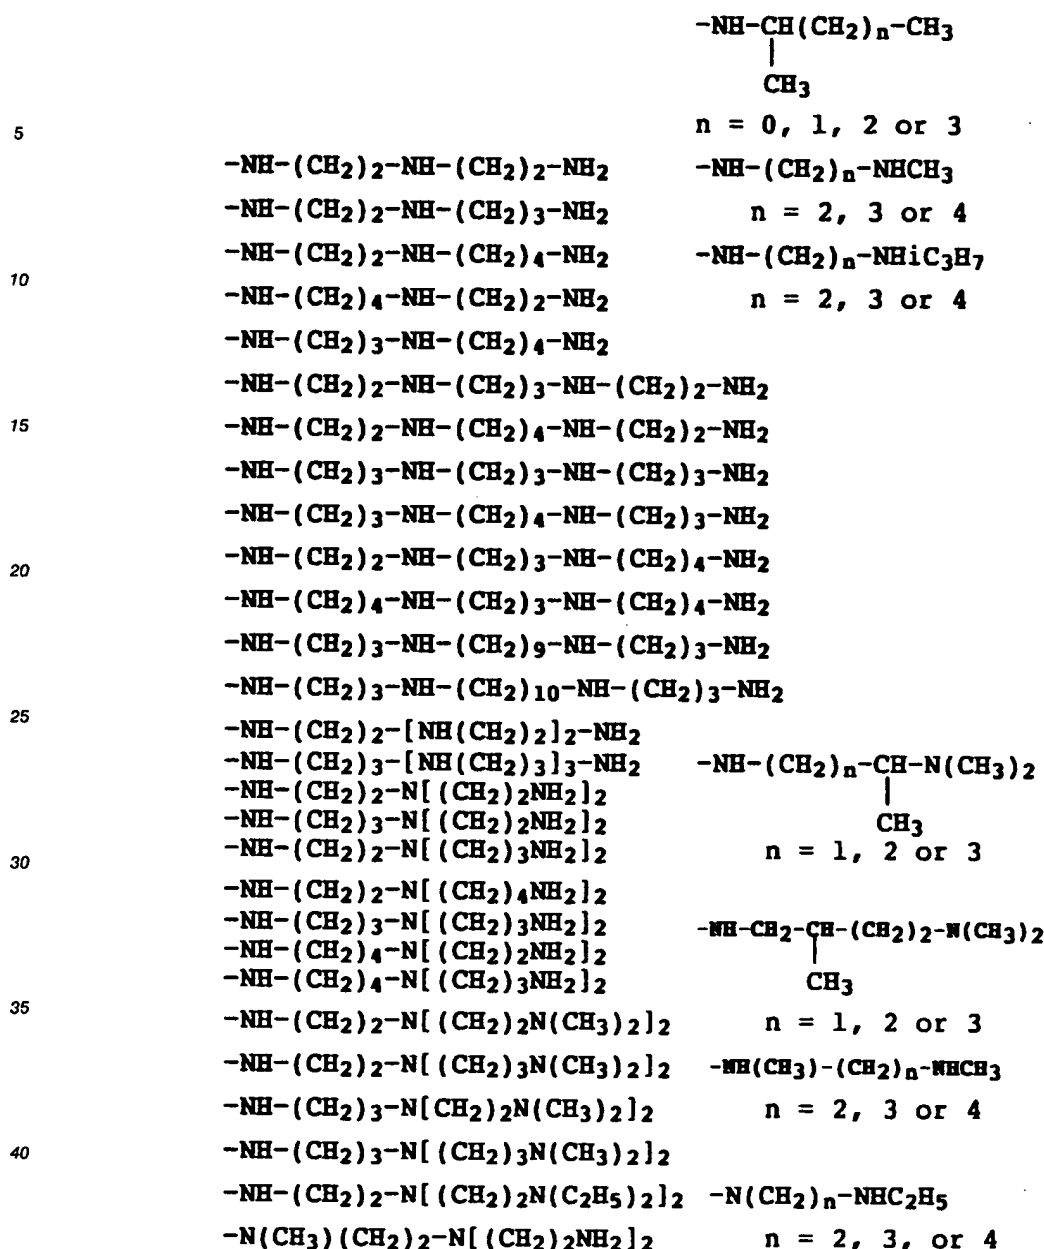 -NH-CH(CH2)n-CH3
CH3
5 n = 0, 1, 2 or 3
-NH-(CH2)2-NH-(CH2)2-NH2 -NH-(CH2)n-NHCH3
-NH-(CH2)2-NH-(CH2)3-NH2 n = 2, 3 or 4
-NH-(CH2)2-NH-(CH2)4-NH2 -NH-(CH2)n-NHiC3H7
10
-NH-(CH2)4-NH-(CH2)2-NH2 n = 2, 3 or 4
-NH-(CH2)3-NH-(CH2)4-NH2
-NH-(CH2)2-NH-(CH2)3-NH-(CH2)2-NH2
15 -NH-(CH2)2-NH-(CH2)4-NH-(CH2)2-NH2
-NH-(CH2)3-NH-(CH2)3-NH-(CH2)3-NH2
-NH-(CH2)3-NH-(CH2)4-NH-(CH2)3-NH2
20 -NH-(CH2)2-NH-(CH2)3-NH-(CH2)4-NH2
-NH-(CH2)4-NH-(CH2)3-NH-(CH2)4-NH2
-NH-(CH2)3-NH-(CH2)9-NH-(CH2)3-NH2
-NH-(CH2)3-NH-(CH2)10-NH-(CH2)3-NH2
25
-NH-(CH2)2-[NH(CH2)2]2-NH2
-NH-(CH2)3-[NH(CH2)3]3-NH2 -NH-(CH2)n-CH-N(CH3)2
-NH-(CH2)2-N[(CH2)2NH2]2
-NH-(CH2)3-N[(CH2)2NH2]2 CH3
30 -NH-(CH2)2-N[(CH2)3NH2]2 n = 1, 2 or 3
-NH-(CH2)2-N[(CH2)4NH2]2
-NH-(CH2)3-N[(CH2)3NH2]2 -NH-CH2-CH-(CH2)2-N(CH3)2
-NH-(CH2)4-N[(CH2)2NH2]2
-NH-(CH2)4-N[(CH2)3NH2]2 CH3
35 -NH-(CH2)2-N[(CH2)2N(CH3)2]2 n = 1, 2 or 3
-NH-(CH2)2-N[(CH2)3N(CH3)2]2 -NH(CH3)-(CH2)n-NHCH3
-NH-(CH2)3-N[CH2)2N(CH3)2]2 n = 2, 3 or 4
40 -NH-(CH2)3-N[(CH2)3N(CH3)2]2
-NH-(CH2)2-N[(CH2)2N(C2H5)2]2 -N(CH2)n-NHC2H5
-N(CH3)(CH2)2-N[(CH2)2NH2]2 n = 2, 3, or 4